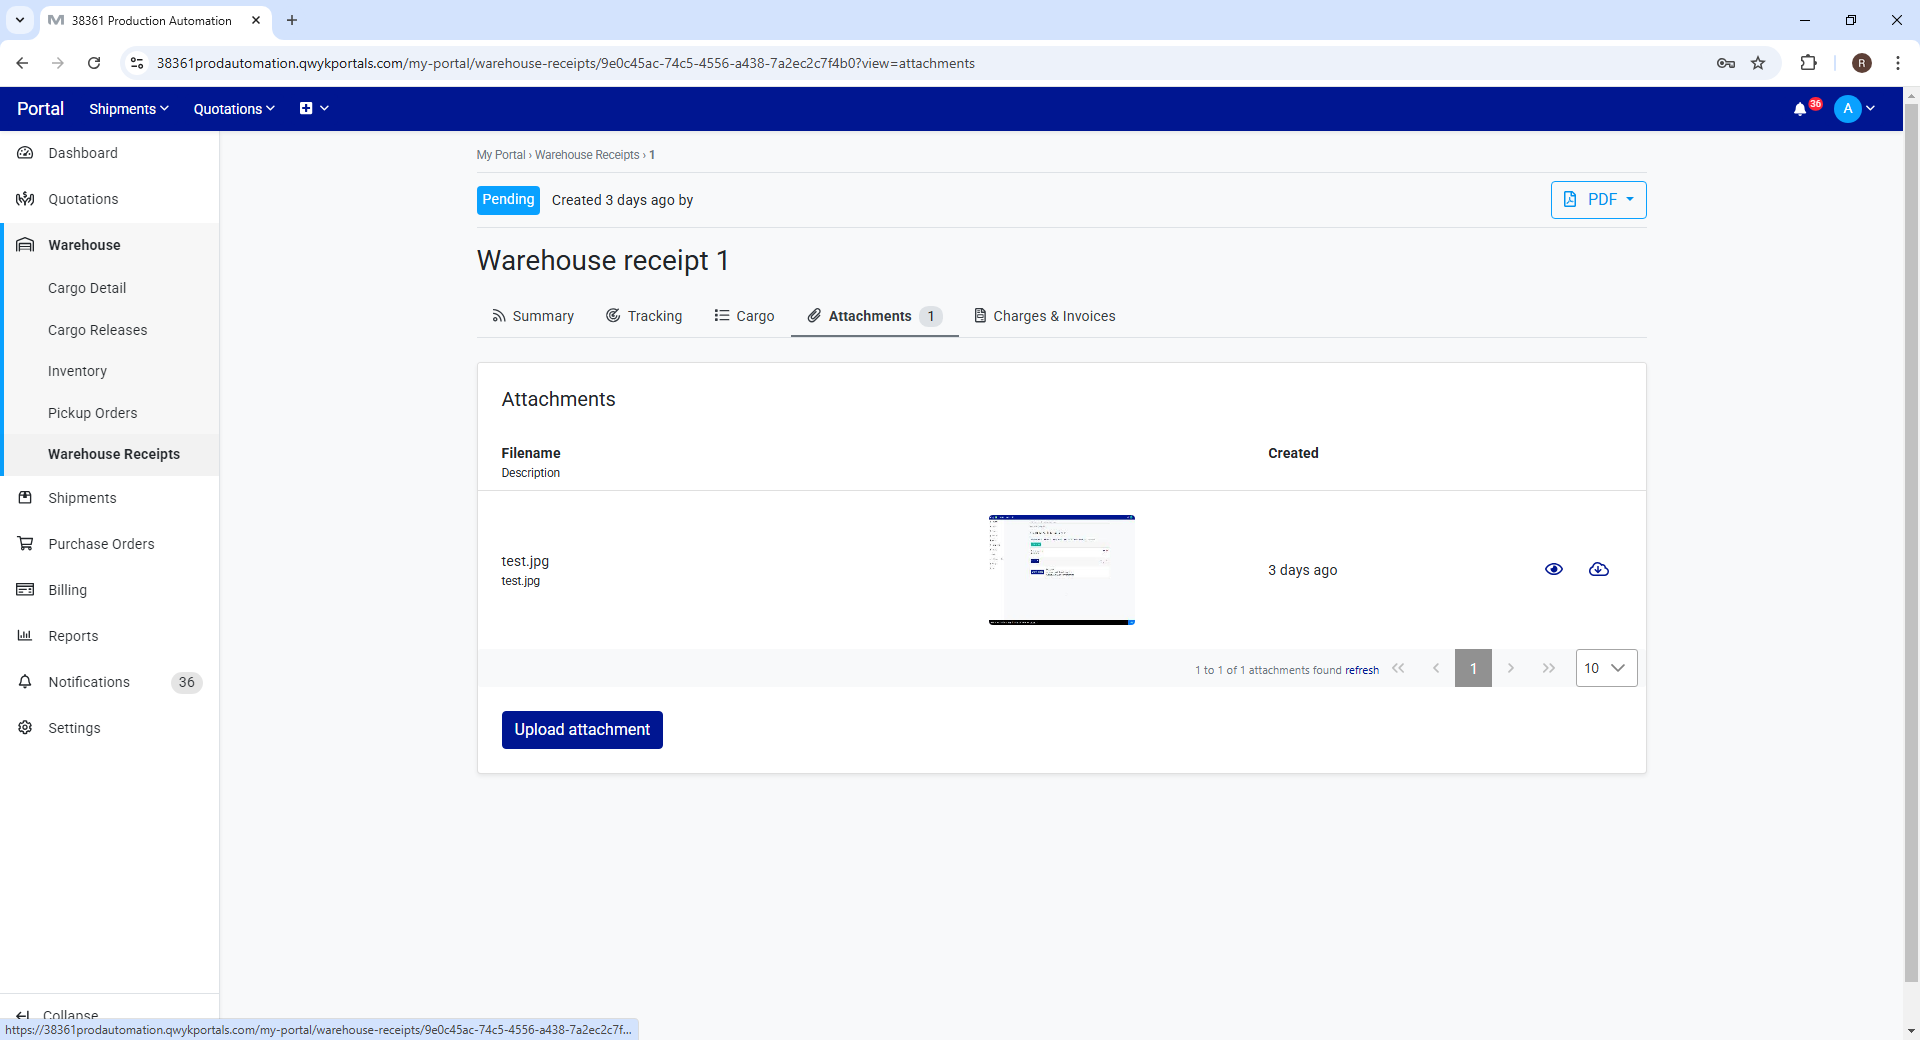 38361 Production Automation
38361prodautomation.qwykportals.com/my-portal/warehouse-receipts/9e0c45ac-74c5-4556-a438-7a2ec2c7f4b0?view=attachments
R
Portal
Shipments
Quotations
36
A
Dashboard
Quotations
Warehouse
Cargo Detail
Cargo Releases
Inventory
Pickup Orders
Warehouse Receipts
Shipments
Purchase Orders
Billing
Reports
Notifications 36
Settings
Collapse
My Portal › Warehouse Receipts › 1
Pending Created 3 days ago by
PDF
Warehouse receipt 1
Summary
Tracking
Cargo
Attachments 1
Charges & Invoices
Attachments
Filename
Description
Created
test.jpg
test.jpg
3 days ago
1 to 1 of 1 attachments found refresh
1
10
Upload attachment
https://38361prodautomation.qwykportals.com/my-portal/warehouse-receipts/9e0c45ac-74c5-4556-a438-7a2ec2c7f...